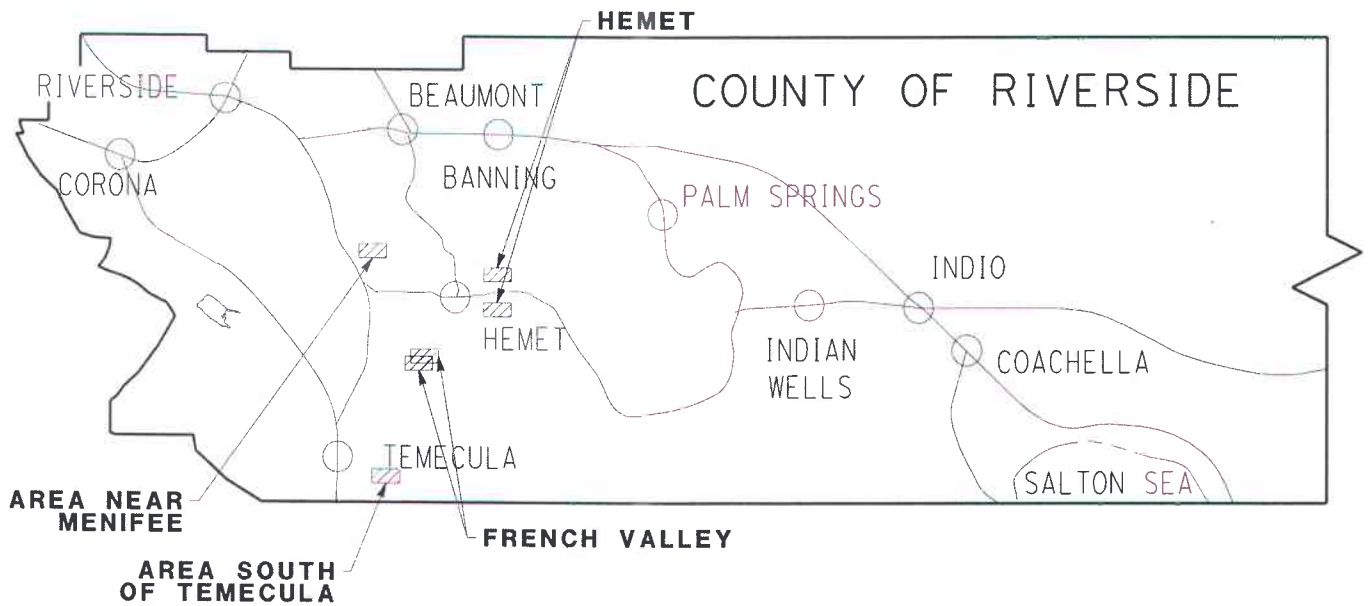 HEMET
COUNTY OF RIVERSIDE
RIVERSIDE
BEAUMONT
CORONA
BANNING
PALM SPRINGS
INDIO
HEMET
INDIAN
WELLS
COACHELLA
TEMECULA
SALTON SEA
AREA NEAR
MENIFEE
FRENCH VALLEY
AREA SOUTH
OF TEMECULA